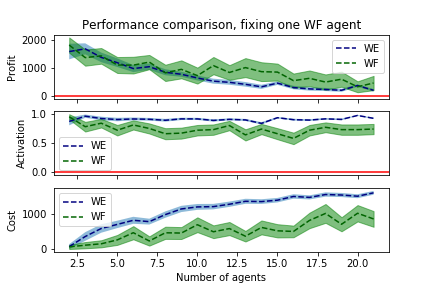 Performance comparison, fixing one WF agent
2000
1000
0
Profit
WE
WF
1.0
0.5
0.0
Activation
WE
WF
1000
0
Cost
WE
WF
2.5 5.0 7.5 10.0 12.5 15.0 17.5 20.0
Number of agents